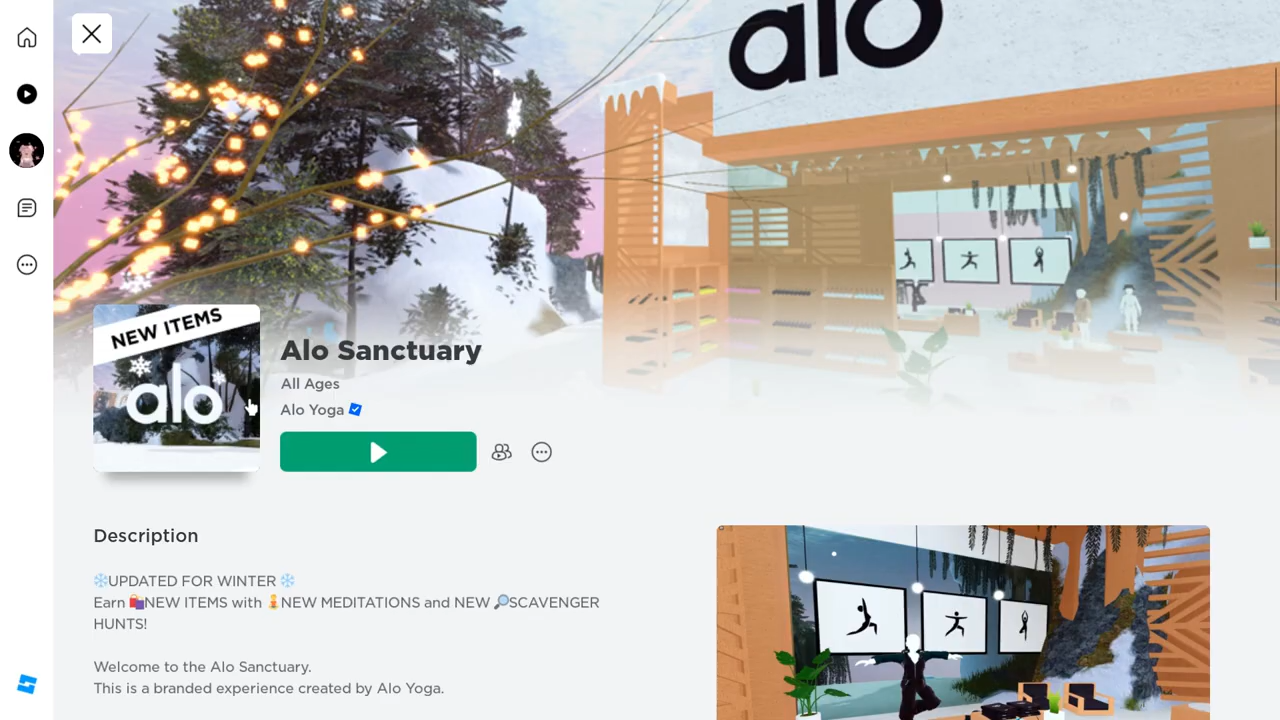 alo
NEW ITEMS
alo
Alo Sanctuary
All Ages
Alo Yoga
Description
❄️UPDATED FOR WINTER ❄️
Earn 🛍️NEW ITEMS with 🧘NEW MEDITATIONS and NEW 🔎SCAVENGER
HUNTS!
Welcome to the Alo Sanctuary.
This is a branded experience created by Alo Yoga.